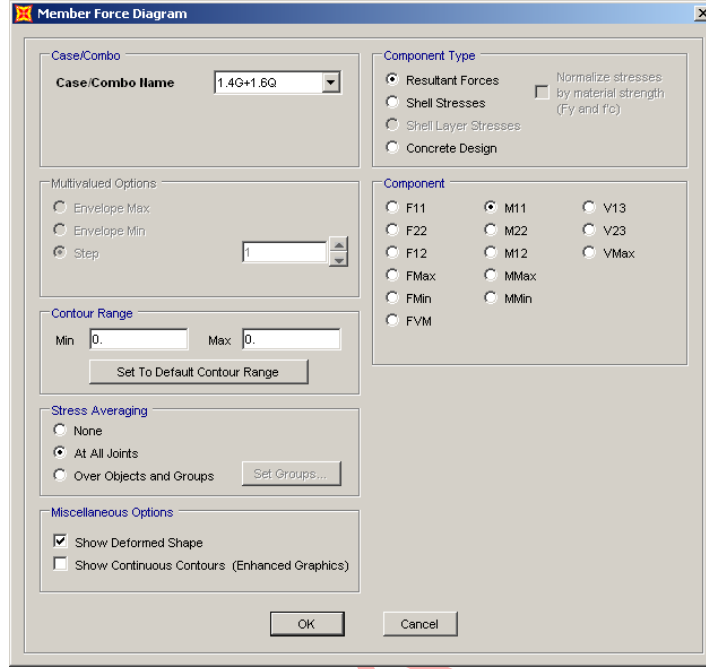 Member Force Diagram
Case/Combo
Case/Combo Name 1.4G+1.6Q
Multivalued Options
Envelope Max
Envelope Min
Step 1
Contour Range
Min 0. Max 0.
Set To Default Contour Range
Stress Averaging
None
At All Joints
Over Objects and Groups Set Groups...
Miscellaneous Options
Show Deformed Shape
Show Continuous Contours (Enhanced Graphics)
Component Type
Resultant Forces
Shell Stresses
Shell Layer Stresses
Concrete Design
Normalize stresses
by material strength
(Fy and f'c)
Component
F11 M11 V13
F22 M22 V23
F12 M12 VMax
FMax MMax
FMin MMin
FVM
OK Cancel